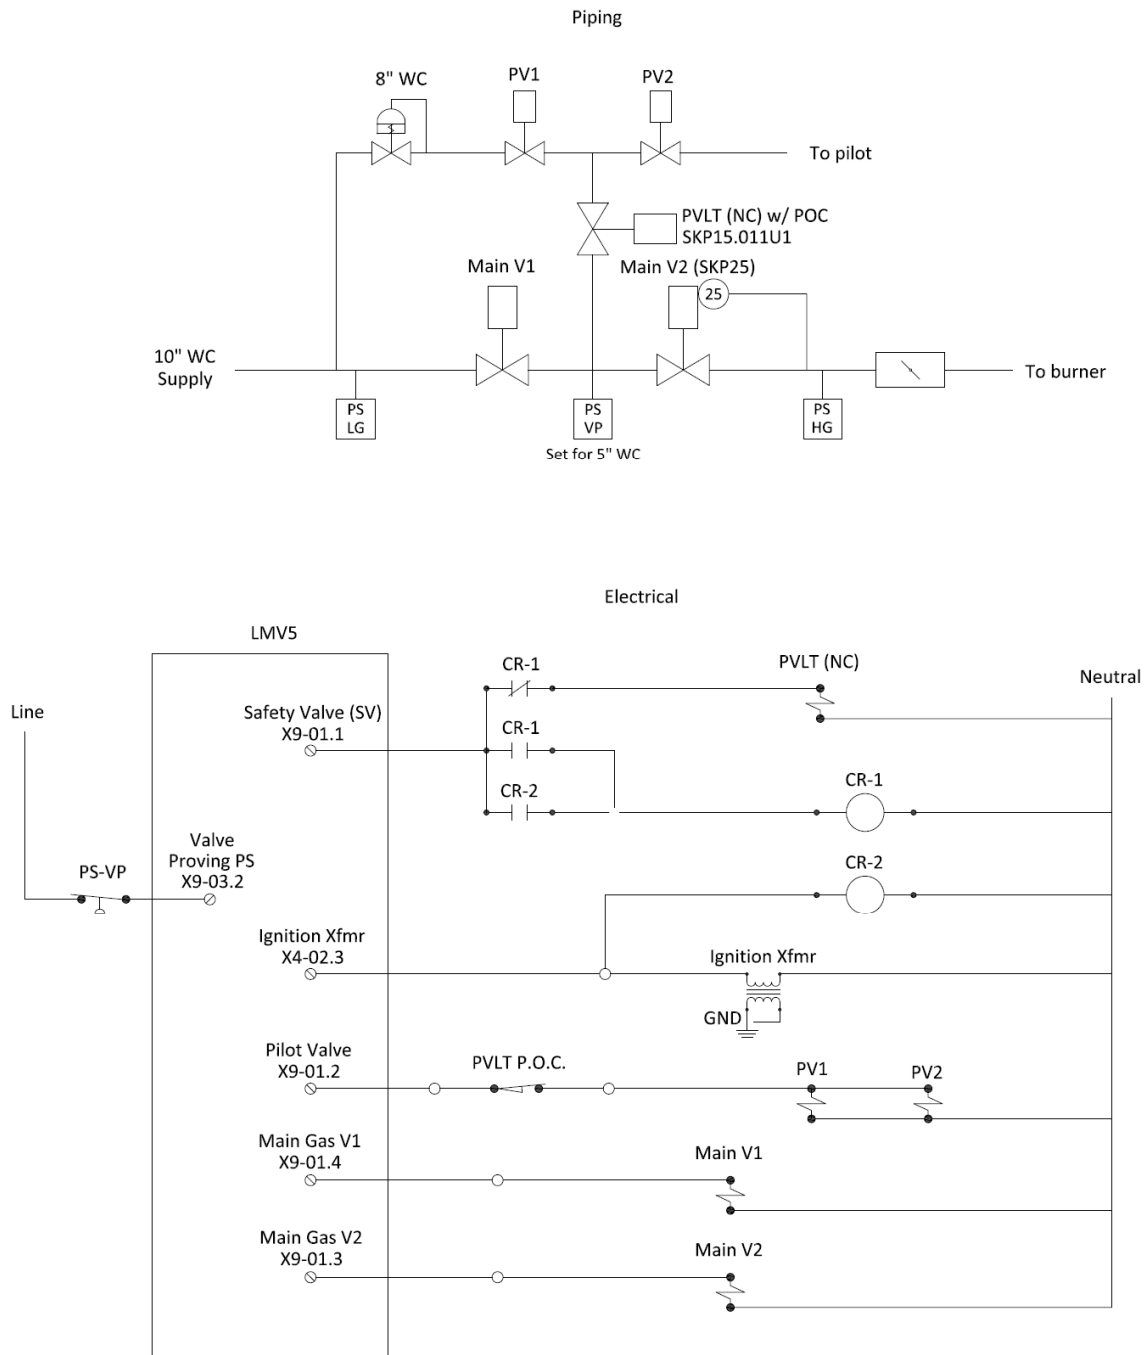 Piping
8" WC
PV1
PV2
To pilot
PVLT (NC) w/ POC
SKP15.011U1
Main V1
Main V2 (SKP25)
25
10" WC
Supply
To burner
PS
LG
PS
VP
PS
HG
Set for 5" WC
Electrical
LMV5
CR-1
PVLT (NC)
Neutral
Line
Safety Valve (SV)
X9-01.1
CR-1
CR-2
CR-1
Valve
Proving PS
X9-03.2
PS-VP
CR-2
Ignition Xfmr
X4-02.3
Ignition Xfmr
GND
Pilot Valve
X9-01.2
PVLT P.O.C.
PV1
PV2
Main Gas V1
X9-01.4
Main V1
Main Gas V2
X9-01.3
Main V2